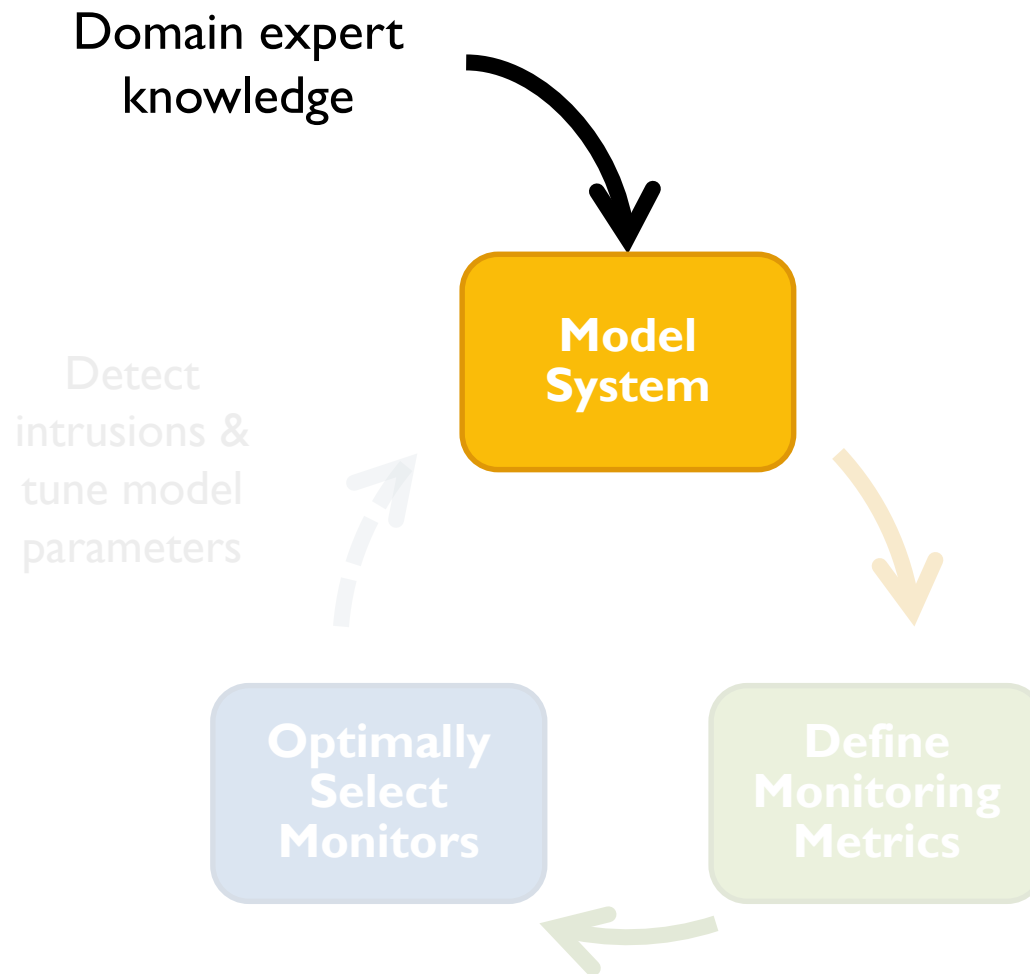 Domain expert
knowledge
Model
System
Detect
intrusions &
tune model
parameters
Optimally
Select
Monitors
Define
Monitoring
Metrics